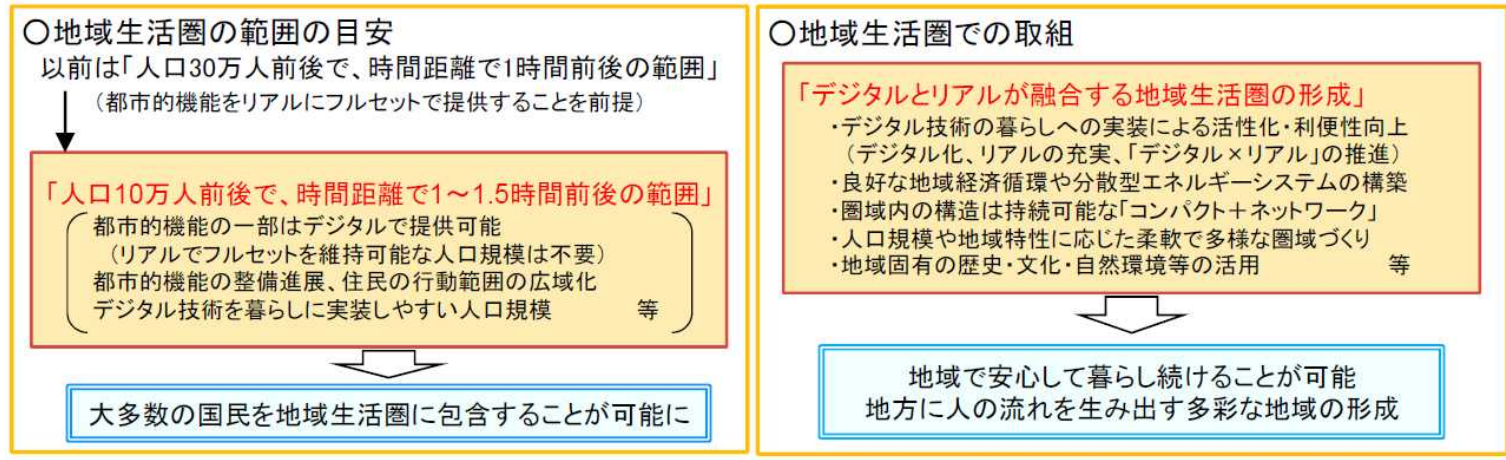 〇地域生活圏の範囲の目安
以前は「人口30万人前後で、時間距離で1時間前後の範囲」
（都市的機能をリアルにフルセットで提供することを前提）
「人口10万人前後で、時間距離で1～1.5時間前後の範囲」
都市的機能の一部はデジタルで提供可能
（リアルでフルセットを維持可能な人口規模は不要）
都市的機能の整備進展、住民の行動範囲の広域化
デジタル技術を暮らしに実装しやすい人口規模　　　等
大多数の国民を地域生活圏に包含することが可能に
〇地域生活圏での取組
「デジタルとリアルが融合する地域生活圏の形成」
・デジタル技術の暮らしへの実装による活性化・利便性向上
（デジタル化、リアルの充実、「デジタル×リアル」の推進）
・良好な地域経済循環や分散型エネルギーシステムの構築
・圏域内の構造は持続可能な「コンパクト＋ネットワーク」
・人口規模や地域特性に応じた柔軟で多様な圏域づくり
・地域固有の歴史・文化・自然環境等の活用　　　等
地域で安心して暮らし続けることが可能
地方に人の流れを生み出す多彩な地域の形成